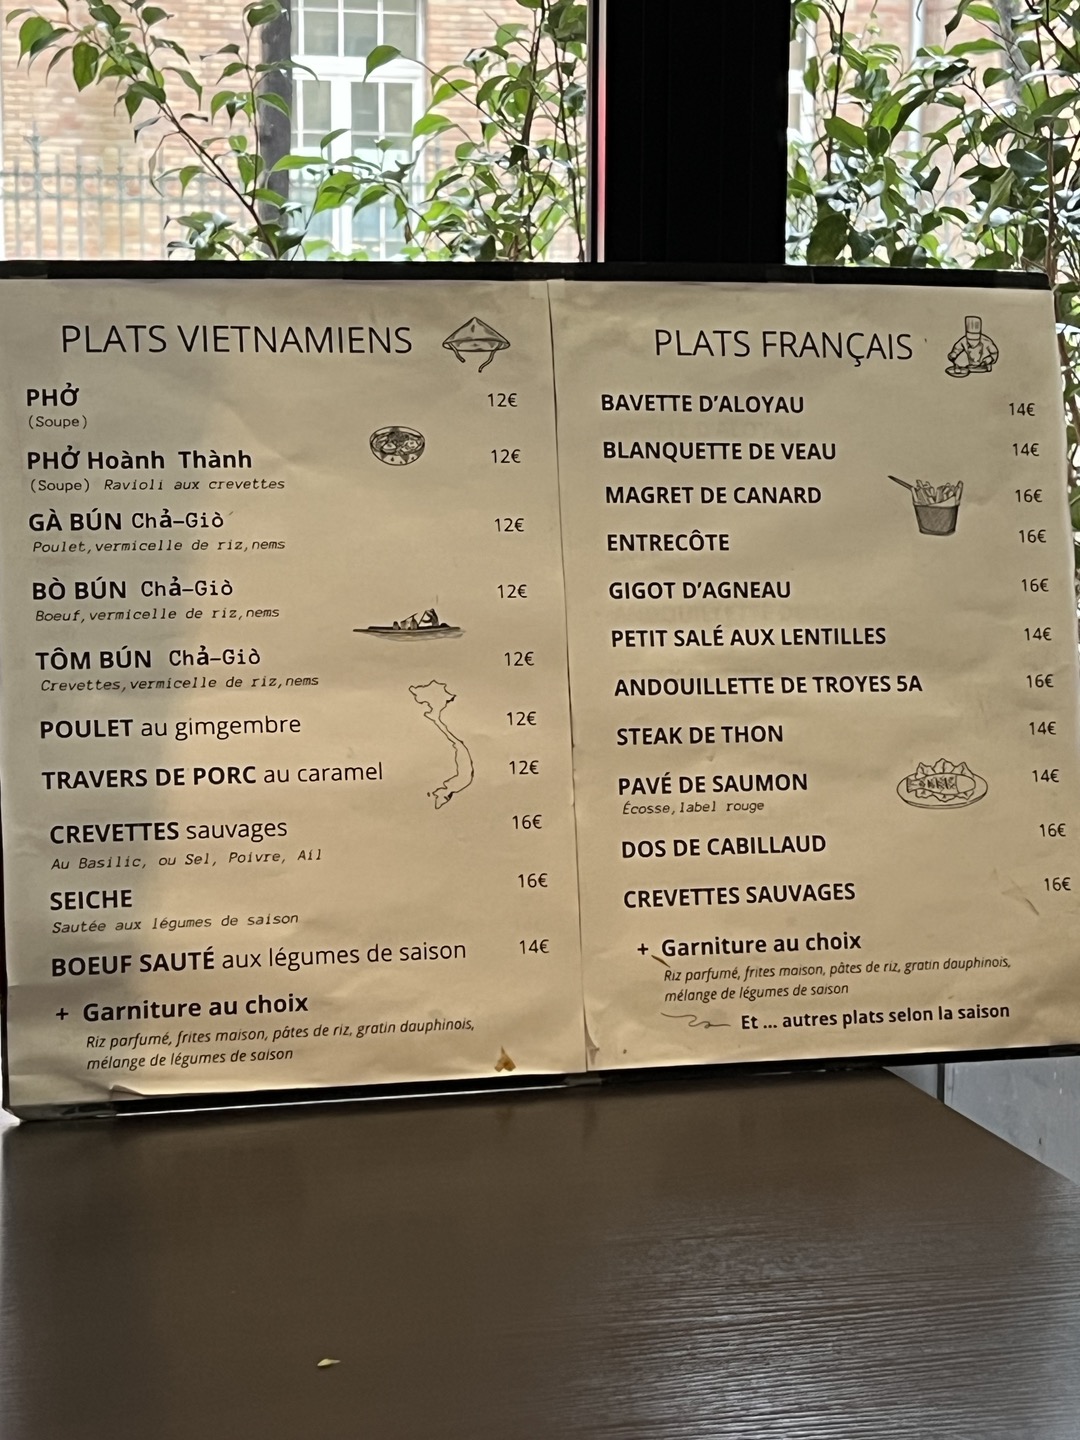 PLATS VIETNAMIENS
PHỞ 12€
(Soupe)
PHỞ Hoành Thành 12€
(Soupe) Ravioli aux crevettes
GÀ BÚN Chả-Giò 12€
Poulet, vermicelle de riz, nems
BÒ BÚN Chả-Giò 12€
Boeuf, vermicelle de riz, nems
TÔM BÚN Chả-Giò 12€
Crevettes, vermicelle de riz, nems
POULET au gimgembre 12€
TRAVERS DE PORC au caramel 12€
CREVETTES sauvages 16€
Au Basilic, ou Sel, Poivre, Ail
SEICHE 16€
Sautée aux légumes de saison
BOEUF SAUTÉ aux légumes de saison 14€
+ Garniture au choix
Riz parfumé, frites maison, pâtes de riz, gratin dauphinois,
mélange de légumes de saison
PLATS FRANÇAIS
BAVETTE D'ALOYAU 14€
BLANQUETTE DE VEAU 14€
MAGRET DE CANARD 16€
ENTRECÔTE 16€
GIGOT D'AGNEAU 16€
PETIT SALÉ AUX LENTILLES 14€
ANDOUILLETTE DE TROYES 5A 16€
STEAK DE THON 14€
PAVÉ DE SAUMON 14€
Écosse, label rouge
DOS DE CABILLAUD 16€
CREVETTES SAUVAGES 16€
+ Garniture au choix
Riz parfumé, frites maison, pâtes de riz, gratin dauphinois,
mélange de légumes de saison
Et ... autres plats selon la saison